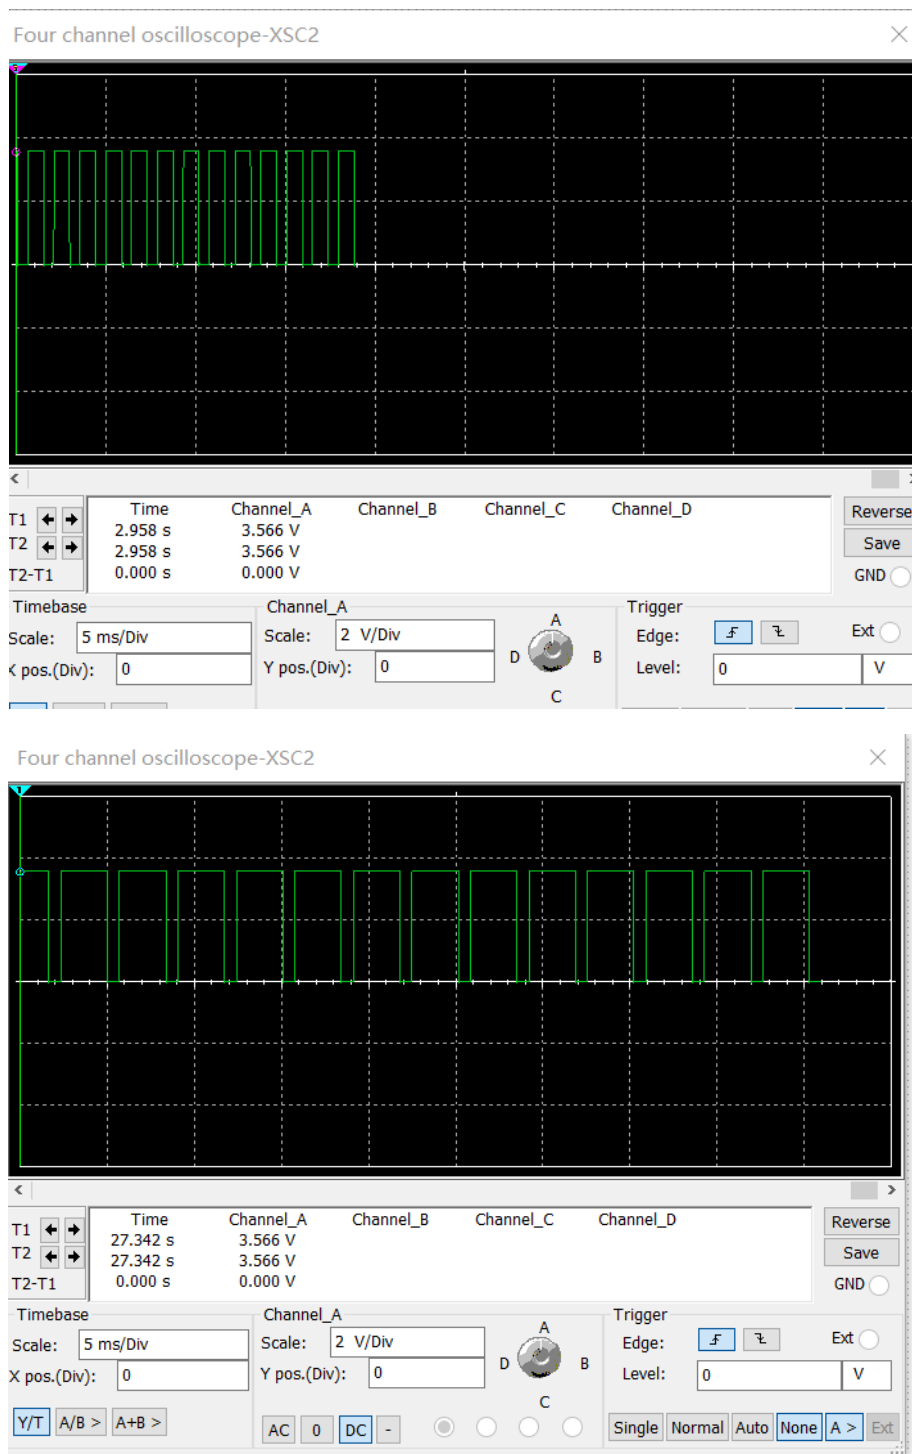 Four channel oscilloscope-XSC2
Time Channel_A Channel_B Channel_C Channel_D
T1 2.958 s 3.566 V
T2 2.958 s 3.566 V
T2-T1 0.000 s 0.000 V
Reverse
Save
GND
Timebase
Scale: 5 ms/Div
X pos.(Div): 0
Channel_A
Scale: 2 V/Div
Y pos.(Div): 0
A
D B
C
Trigger
Edge: Ext
Level: 0 V
Four channel oscilloscope-XSC2
1
Time Channel_A Channel_B Channel_C Channel_D
T1 27.342 s 3.566 V
T2 27.342 s 3.566 V
T2-T1 0.000 s 0.000 V
Reverse
Save
GND
Timebase
Scale: 5 ms/Div
X pos.(Div): 0
Y/T A/B > A+B >
Channel_A
Scale: 2 V/Div
Y pos.(Div): 0
AC 0 DC -
A
D B
C
Trigger
Edge: Ext
Level: 0 V
Single Normal Auto None A > Ext